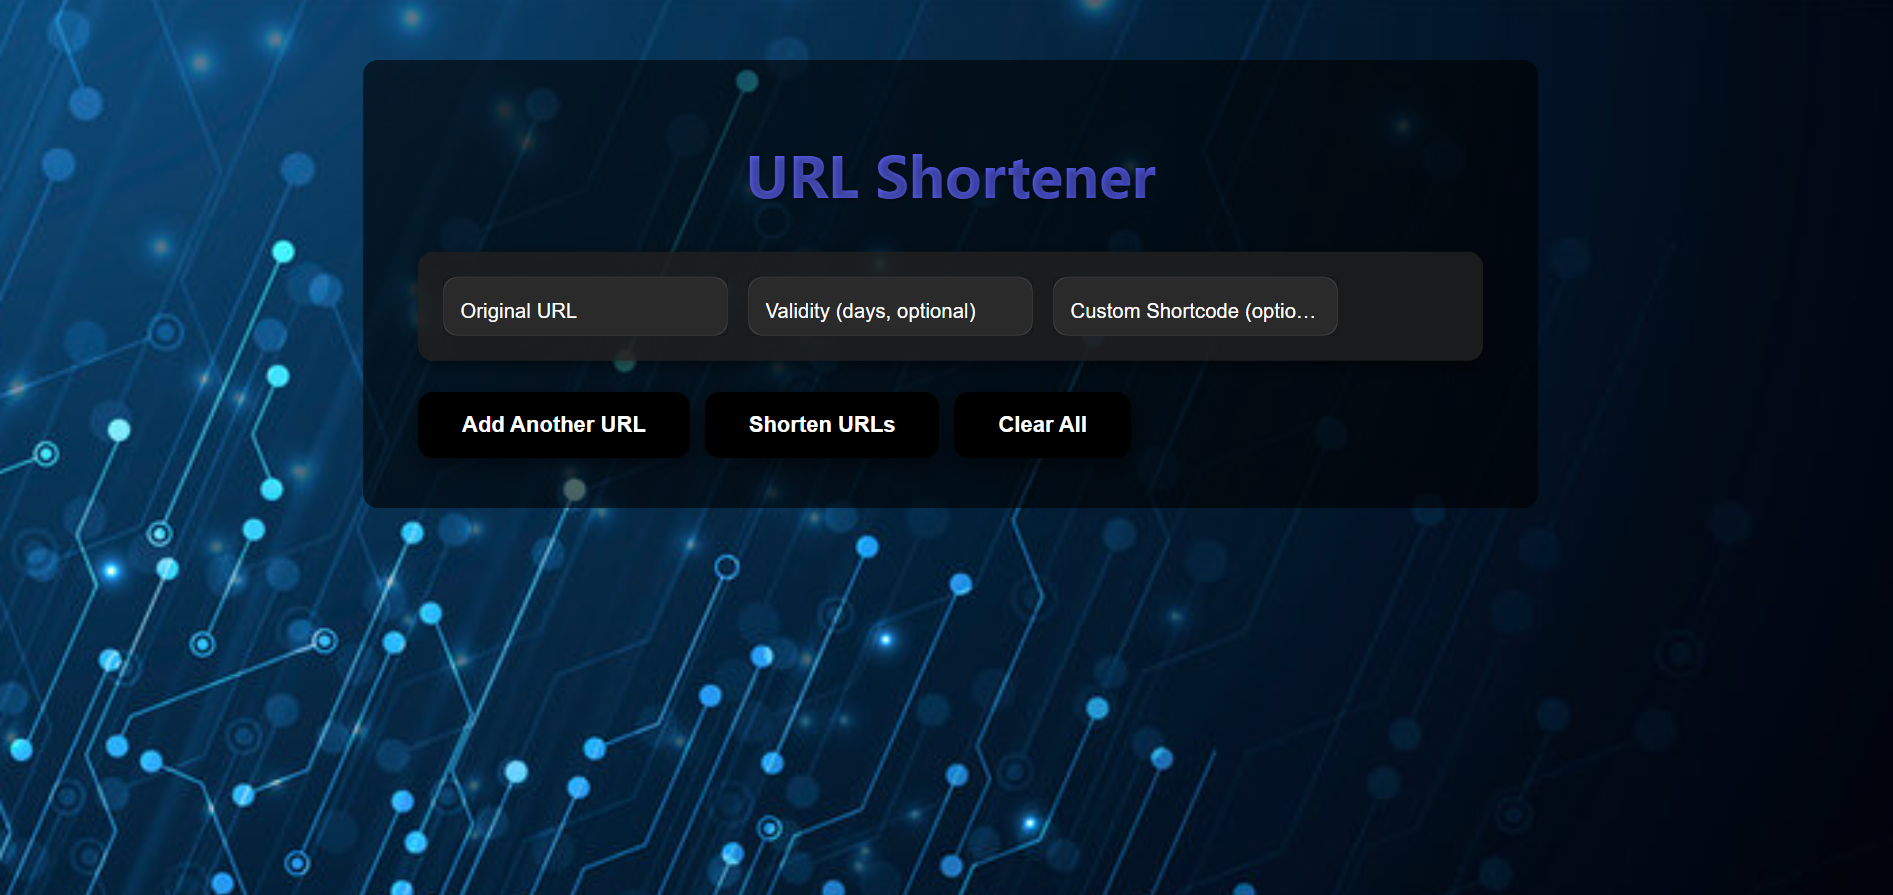 URL Shortener
Original URL
Validity (days, optional)
Custom Shortcode (optio…
Add Another URL
Shorten URLs
Clear All